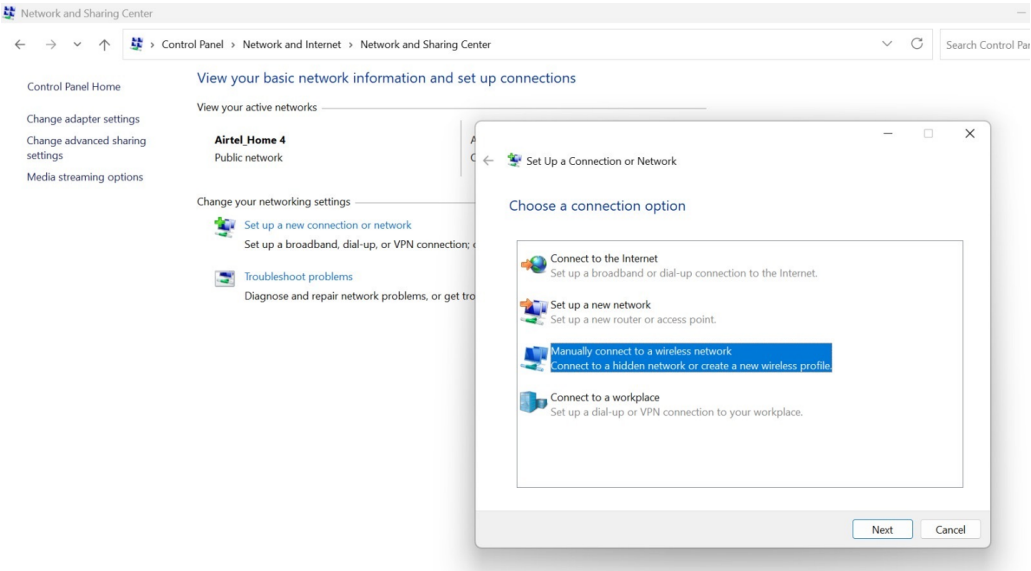 Network and Sharing Center
Control Panel > Network and Internet > Network and Sharing Center
Search Control Par
Control Panel Home
Change adapter settings
Change advanced sharing
settings
Media streaming options
View your basic network information and set up connections
View your active networks
Airtel_Home 4
Public network
Change your networking settings
Set up a new connection or network
Set up a broadband, dial-up, or VPN connection;
Troubleshoot problems
Diagnose and repair network problems, or get tro
Set Up a Connection or Network
Choose a connection option
Connect to the Internet
Set up a broadband or dial-up connection to the Internet.
Set up a new network
Set up a new router or access point.
Manually connect to a wireless network
Connect to a hidden network or create a new wireless profile.
Connect to a workplace
Set up a dial-up or VPN connection to your workplace.
Next
Cancel